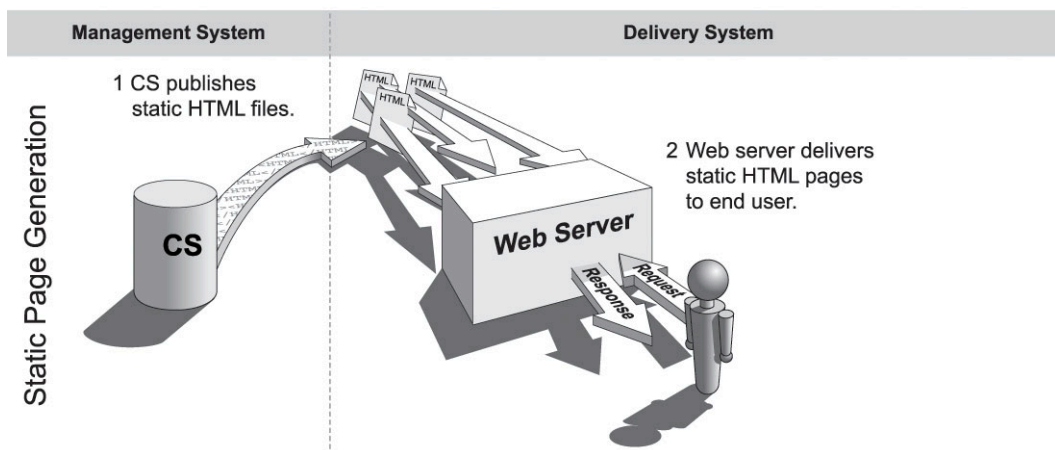 Management System
Delivery System
1 CS publishes
static HTML files.
HTML
HTML
HTML
2 Web server delivers
static HTML pages
to end user.
Static Page Generation
CS
Web Server
Response
Request